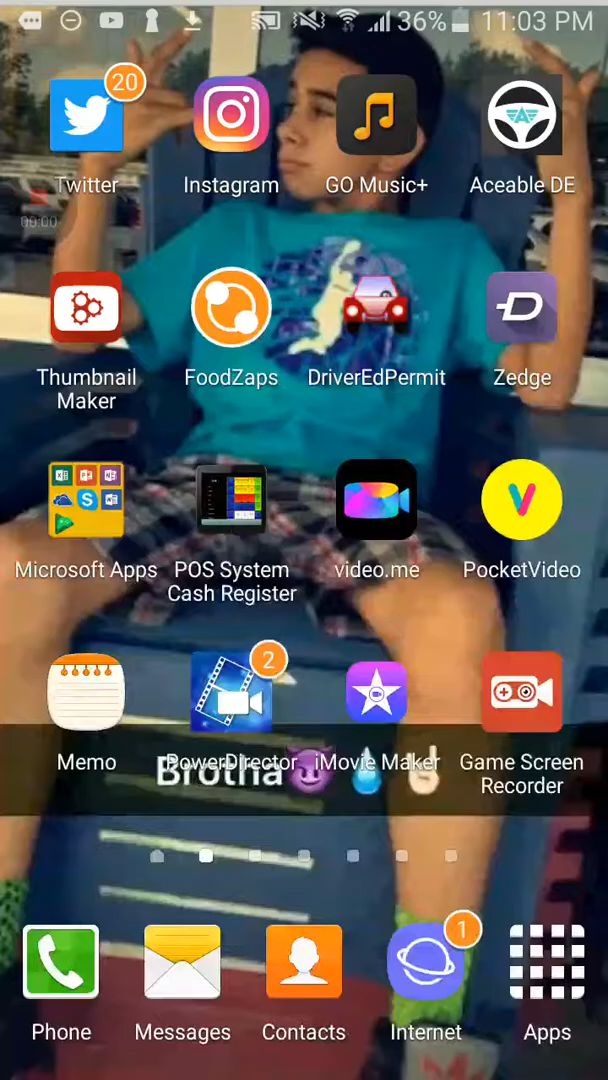 36% 11:03 PM
20
Twitter Instagram GO Music+ Aceable DE
00:00
Thumbnail Maker FoodZaps DriverEdPermit Zedge
Microsoft Apps POS System Cash Register video.me PocketVideo
2
Memo PowerDirector iMovie Maker Game Screen Recorder
Brotha😈💧🤘🏻
1
Phone Messages Contacts Internet Apps